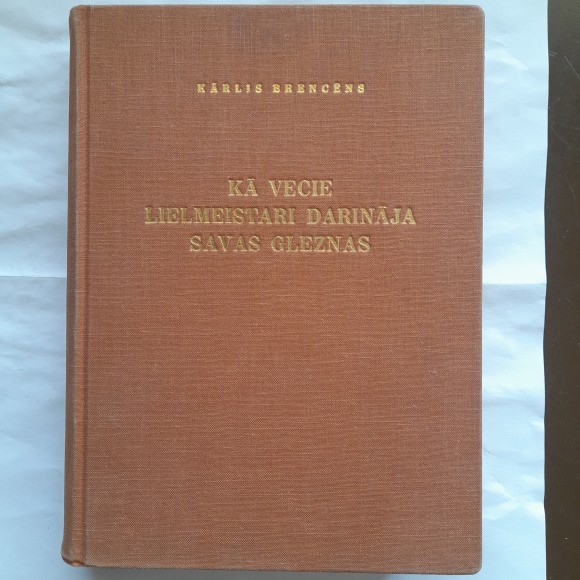 KĀRLIS BRENCĒNS
KĀ VECIE
LIELMEISTARI DARINĀJA
SAVAS GLEZNAS